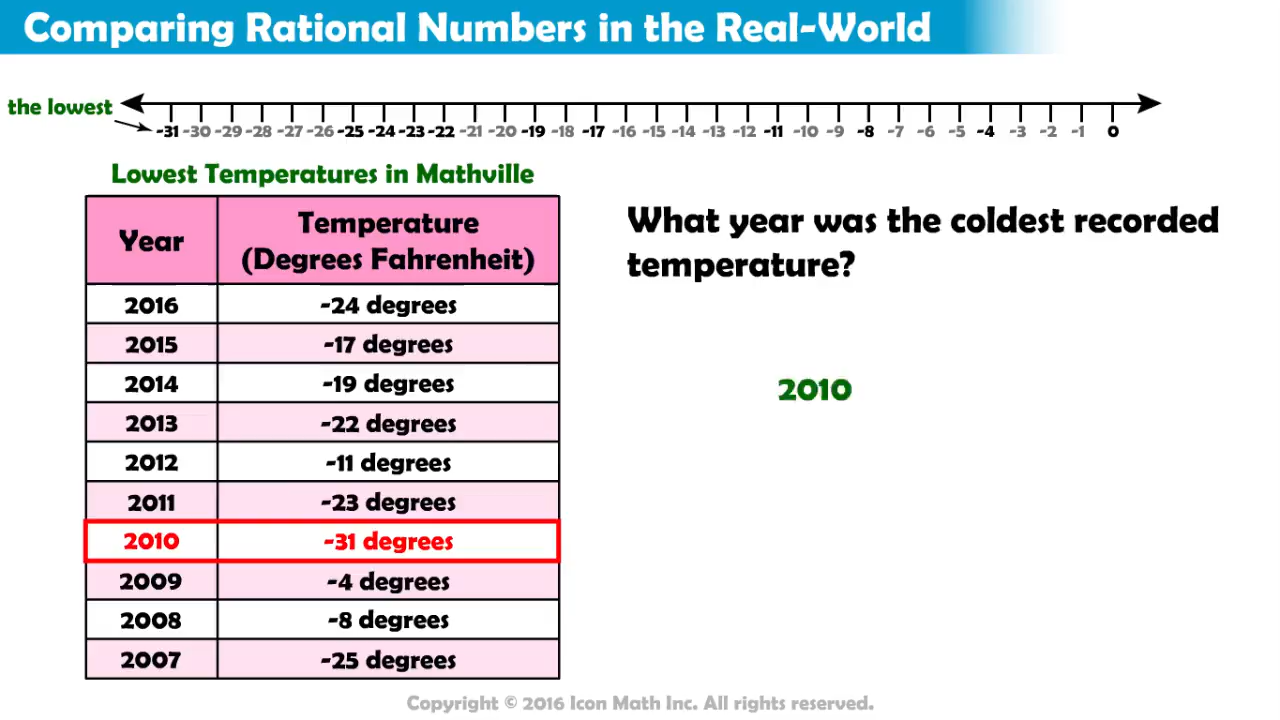 Comparing Rational Numbers in the Real-World
the lowest
-31 -30 -29 -28 -27 -26 -25 -24 -23 -22 -21 -20 -19 -18 -17 -16 -15 -14 -13 -12 -11 -10 -9 -8 -7 -6 -5 -4 -3 -2 -1 0
Lowest Temperatures in Mathville
Year Temperature
(Degrees Fahrenheit)
2016 -24 degrees
2015 -17 degrees
2014 -19 degrees
2013 -22 degrees
2012 -11 degrees
2011 -23 degrees
2010 -31 degrees
2009 -4 degrees
2008 -8 degrees
2007 -25 degrees
What year was the coldest recorded
temperature?
2010
Copyright © 2016 Icon Math Inc. All rights reserved.